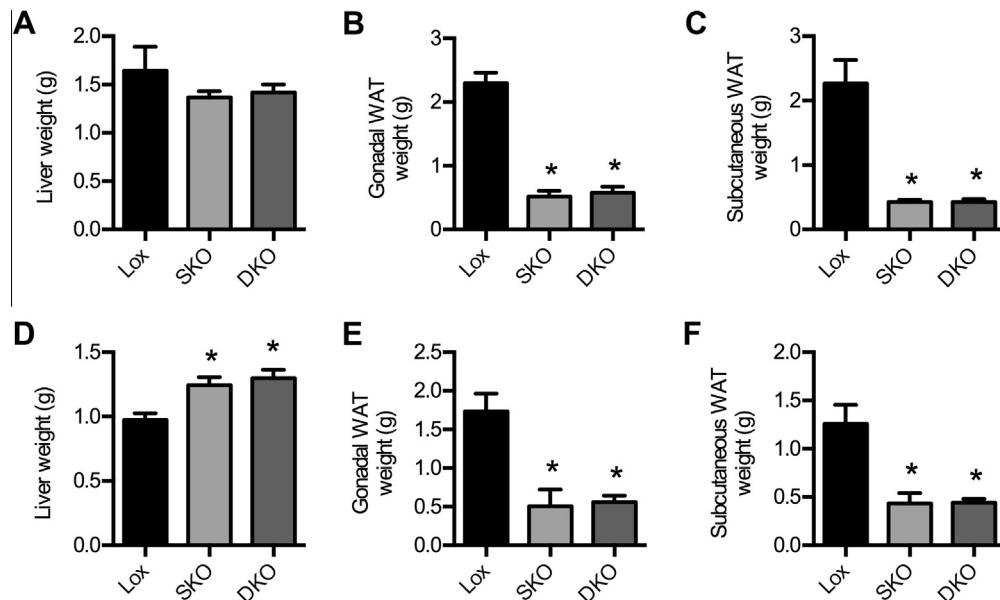 A
Liver weight (g)
2.0
1.5
1.0
0.5
0.0
Lox
SKO
DKO
B
Gonadal WAT
weight (g)
3
2
1
0
*
*
Lox
SKO
DKO
C
Subcutaneous WAT
weight (g)
3
2
1
0
*
*
Lox
SKO
DKO
D
Liver weight (g)
1.5
1.0
0.5
0.0
*
*
Lox
SKO
DKO
E
Gonadal WAT
weight (g)
2.5
2.0
1.5
1.0
0.5
0.0
*
*
Lox
SKO
DKO
F
Subcutaneous WAT
weight (g)
2.0
1.5
1.0
0.5
0.0
*
*
Lox
SKO
DKO